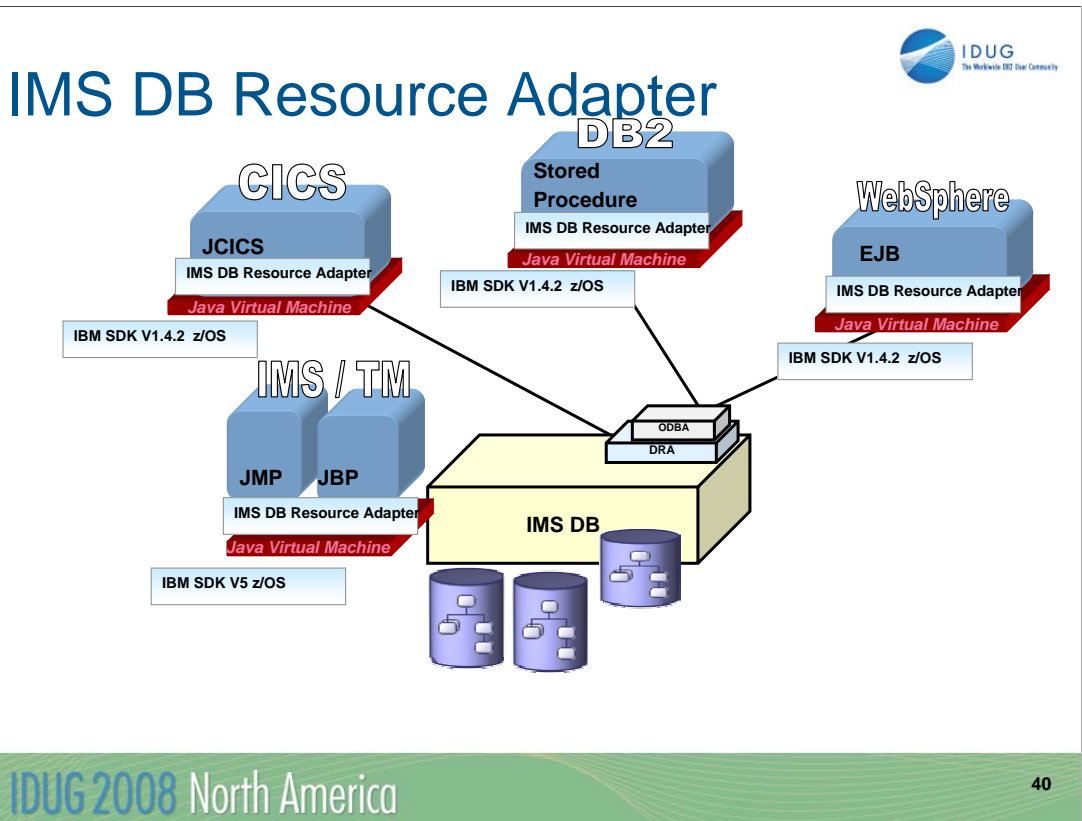 IDUG
The Worldwide DB2 User Community
IMS DB Resource Adapter
CICS
JCICS
IMS DB Resource Adapter
Java Virtual Machine
IBM SDK V1.4.2 z/OS
DB2
Stored
Procedure
IMS DB Resource Adapter
Java Virtual Machine
IBM SDK V1.4.2 z/OS
WebSphere
EJB
IMS DB Resource Adapter
Java Virtual Machine
IBM SDK V1.4.2 z/OS
IMS / TM
JMP
JBP
IMS DB Resource Adapter
Java Virtual Machine
IBM SDK V5 z/OS
ODBA
DRA
IMS DB
IDUG 2008 North America
40